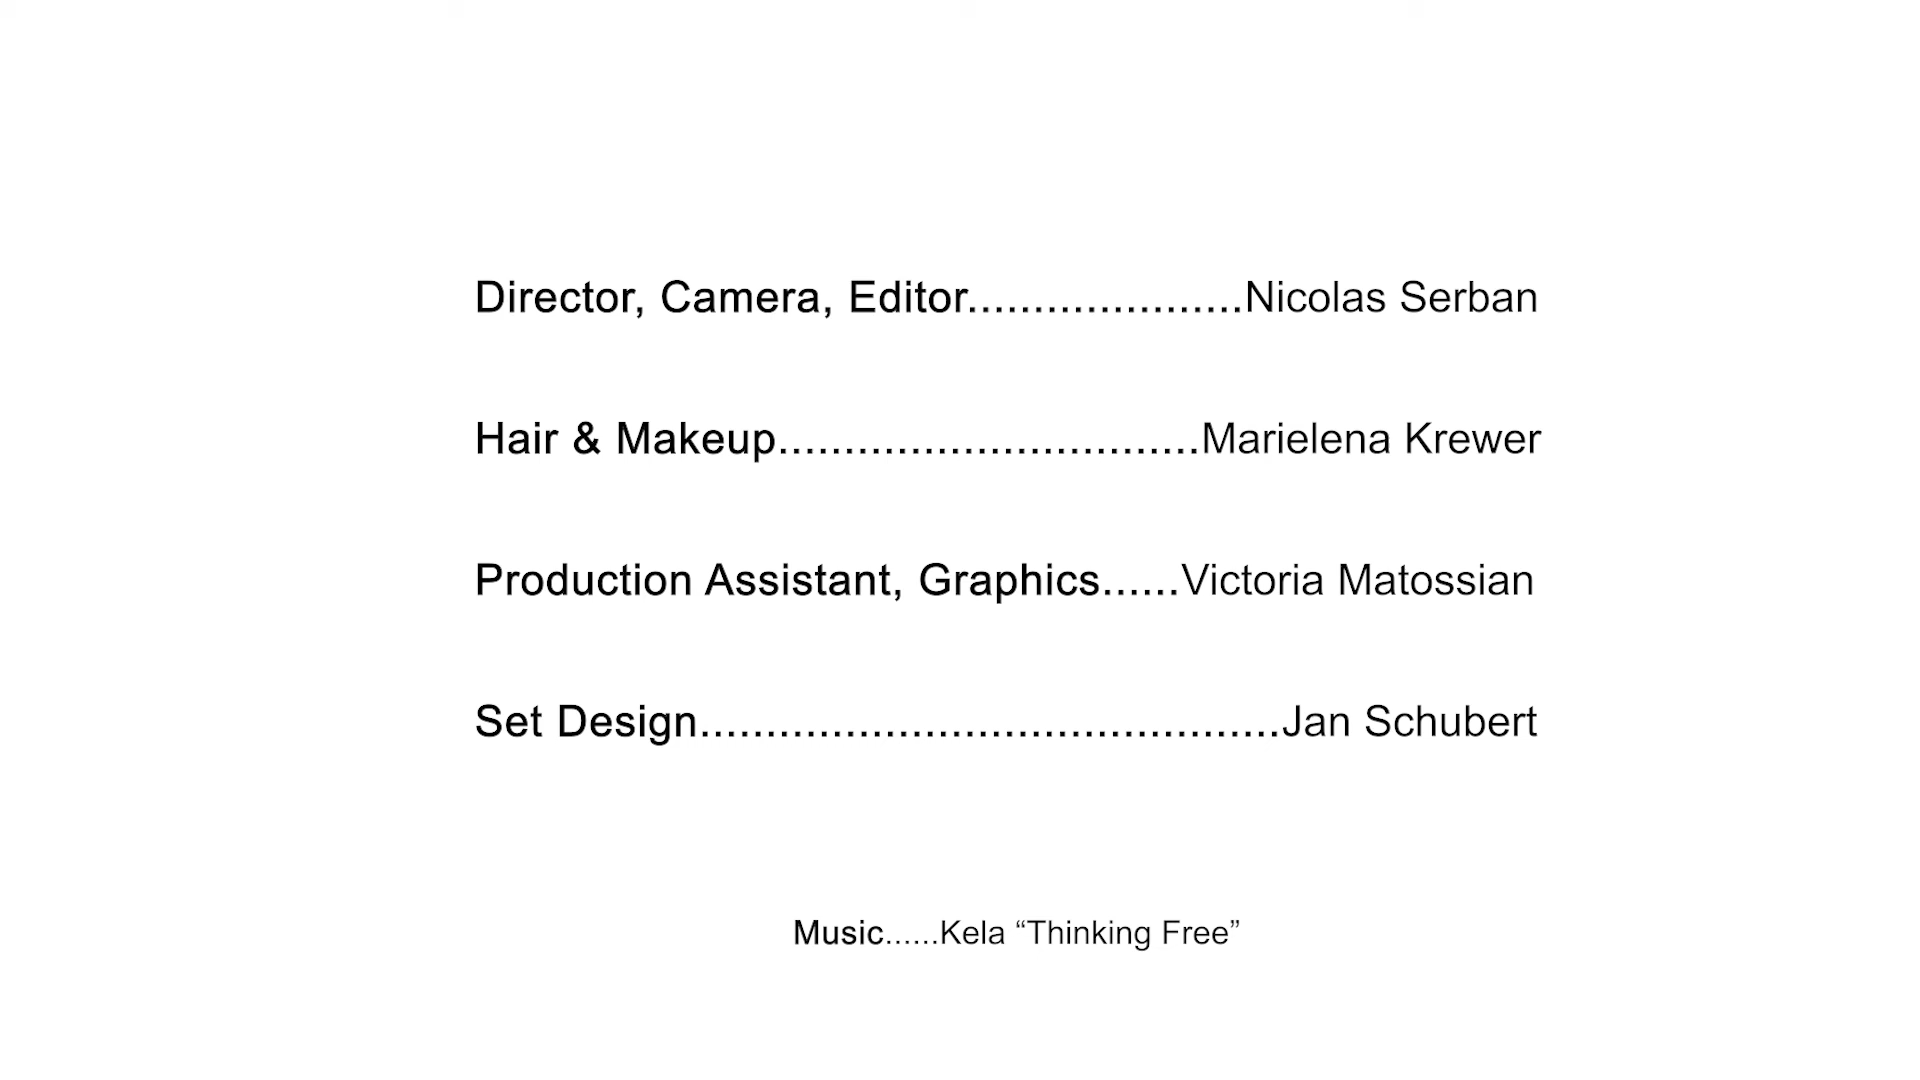 Director, Camera, Editor.....................Nicolas Serban
Hair & Makeup................................Marielena Krewer
Production Assistant, Graphics......Victoria Matossian
Set Design............................................Jan Schubert
Music......Kela “Thinking Free”